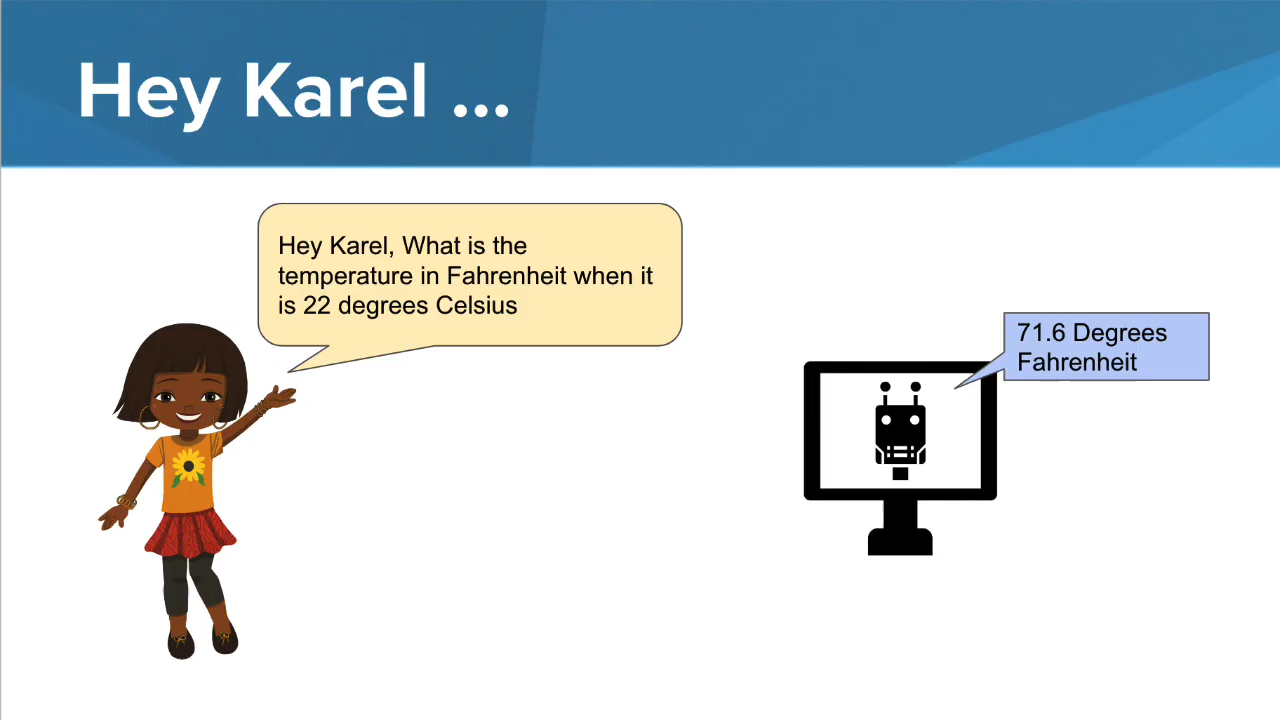 Hey Karel ...
Hey Karel, What is the
temperature in Fahrenheit when it
is 22 degrees Celsius
71.6 Degrees
Fahrenheit